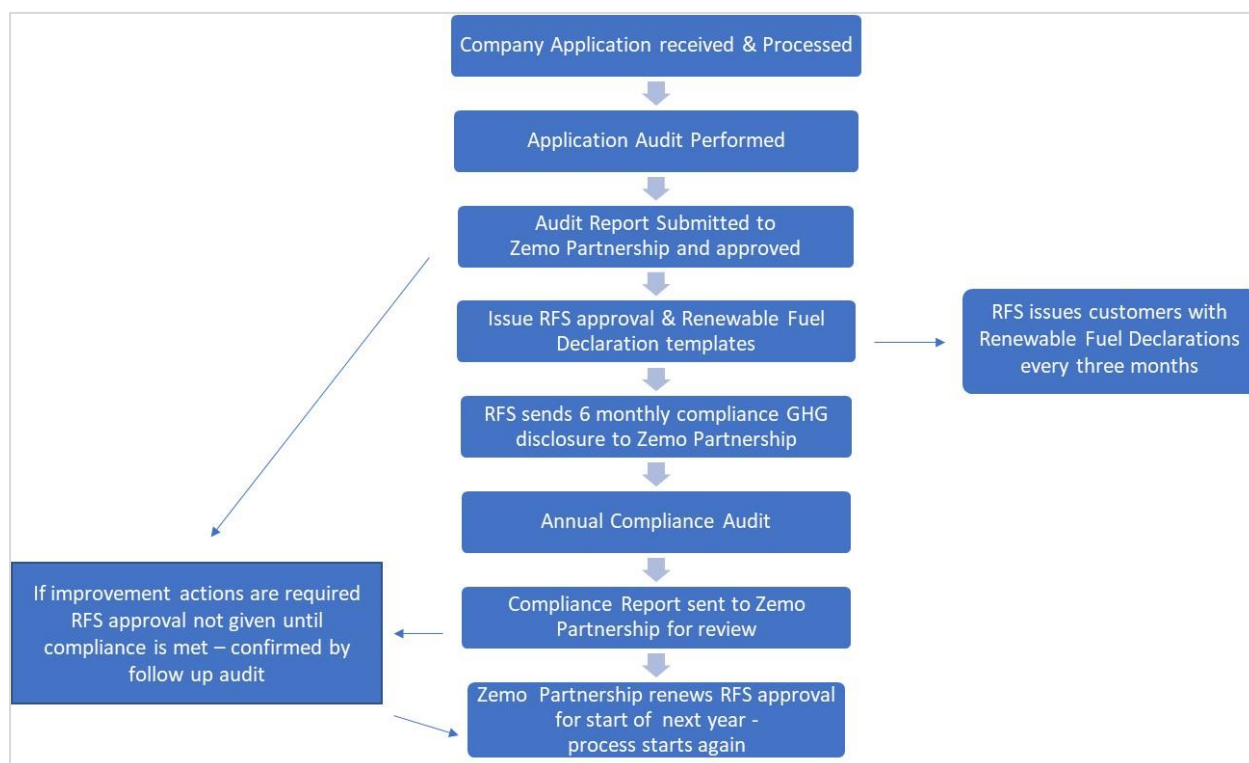 Company Application received & Processed
Application Audit Performed
Audit Report Submitted to
Zemo Partnership and approved
Issue RFS approval & Renewable Fuel
Declaration templates
RFS issues customers with
Renewable Fuel Declarations
every three months
RFS sends 6 monthly compliance GHG
disclosure to Zemo Partnership
Annual Compliance Audit
If improvement actions are required
RFS approval not given until
compliance is met – confirmed by
follow up audit
Compliance Report sent to Zemo
Partnership for review
Zemo Partnership renews RFS approval
for start of next year -
process starts again